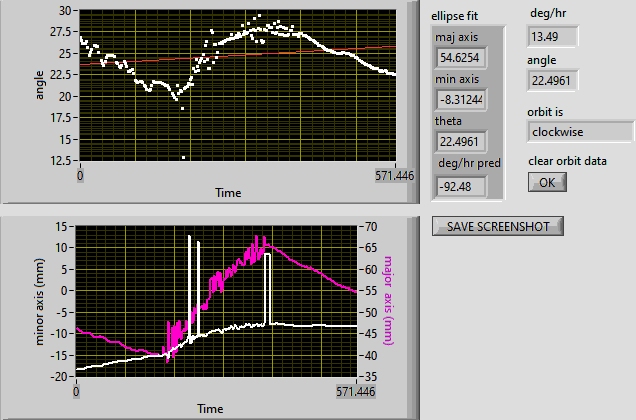 30
27.5
25
22.5
20
17.5
15
12.5
angle
0
571.446
Time
ellipse fit
maj axis
54.6254
min axis
-8.31244
theta
22.4961
deg/hr pred
-92.48
deg/hr
13.49
angle
22.4961
orbit is
clockwise
clear orbit data
OK
SAVE SCREENSHOT
15
10
5
0
-5
-10
-15
-20
minor axis (mm)
70
65
60
55
50
45
40
35
major axis (mm)
0
571.446
Time